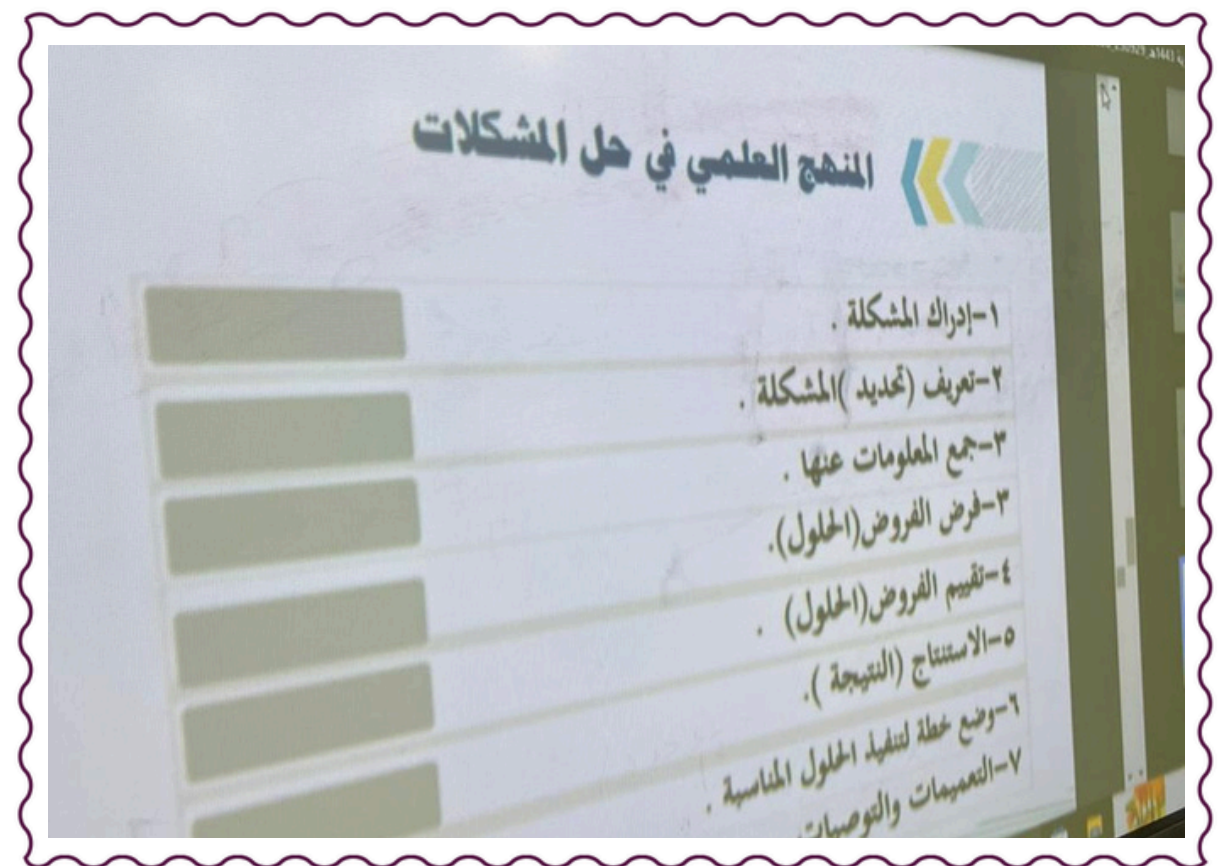 المنهج العلمي في حل المشكلات
١-إدراك المشكلة .
٢-تعريف (تحديد )المشكلة .
٣-جمع المعلومات عنها .
٣-فرض الفروض(الحلول).
٤-تقييم الفروض(الحلول) .
٥-الاستنتاج (النتيجة ).
٦-وضع خطة لتنفيذ الحلول المناسبة .
٧-التعميمات والتوصيات